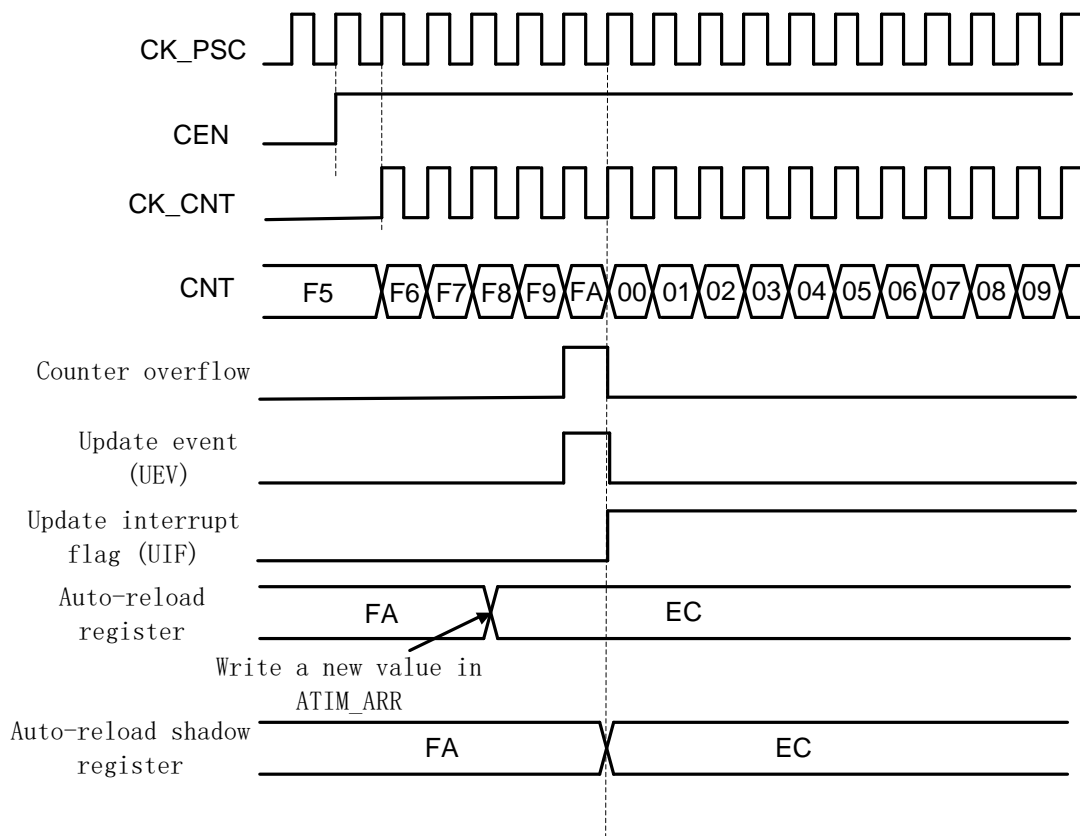 CK_PSC
CEN
CK_CNT
CNT
F5 F6 F7 F8 F9 FA 00 01 02 03 04 05 06 07 08 09
Counter overflow
Update event
(UEV)
Update interrupt
flag (UIF)
Auto-reload
register
FA EC
Write a new value in
ATIM_ARR
Auto-reload shadow
register
FA EC